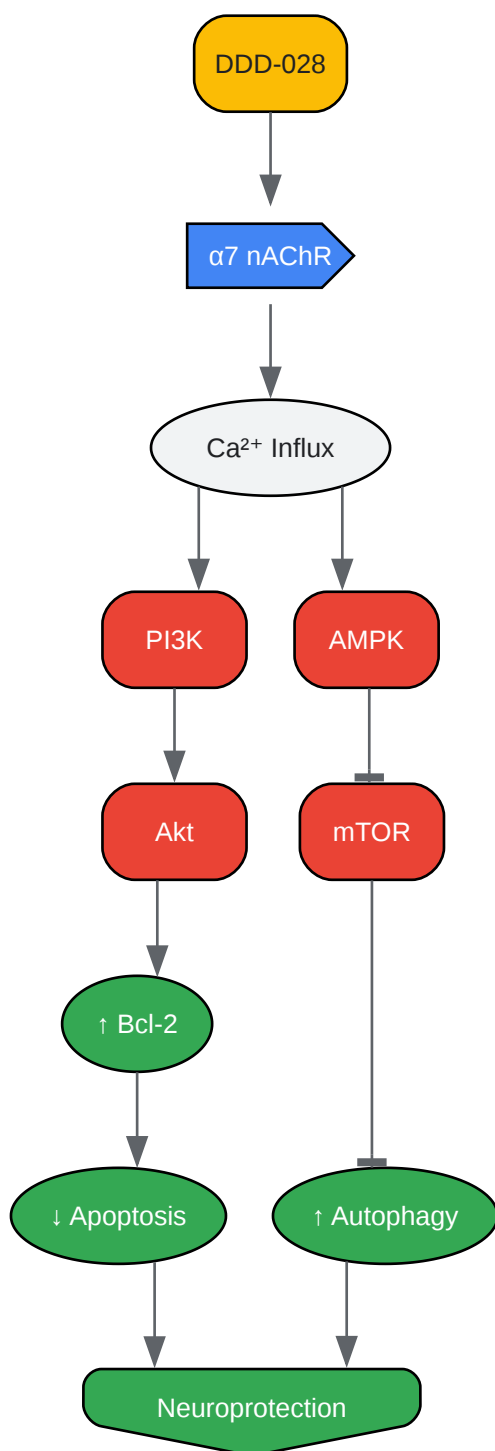 DDD-028
α7 nAChR
Ca²⁺ Influx
PI3K
AMPK
Akt
mTOR
↑ Bcl-2
↓ Apoptosis
↑ Autophagy
Neuroprotection